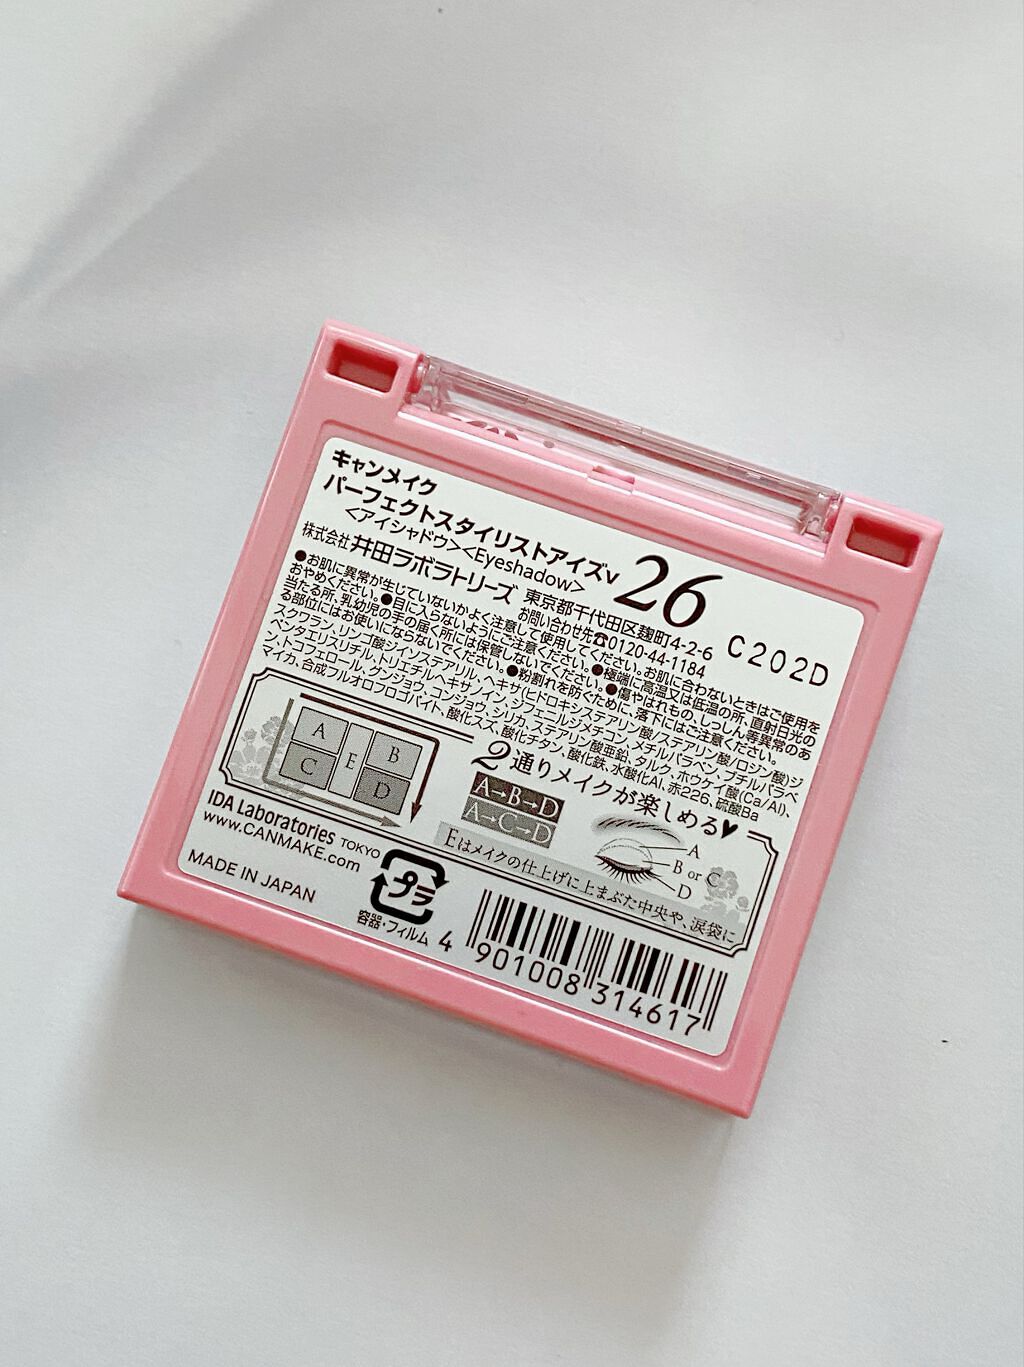 キャンメイク
パーフェクトスタイリストアイズv
26
<アイシャドウ><Eyeshadow>
株式会社井田ラボラトリーズ 東京都千代田区麹町4-2-6
お問い合わせ先☎0120-44-1184
C202D
●お肌に異常が生じていないかよく注意して使用してください。お肌に合わないときはご使用を
おやめください。●目に入らないようにご注意ください。●極端に高温又は低温の所、直射日光の
当たる所、乳幼児の手の届く所には保管しないでください。●傷やはれもの、しっしん等異常のあ
る部位にはお使いにならないでください。●粉割れを防ぐために、落下にはご注意ください。
スクワラン、リンゴ酸ジイソステアリル、ヘキサ(ヒドロキシステアリン酸/ステアリン酸/ロジン酸)ジ
ペンタエリスリチル、トリエチルヘキサノイン、ジフェニルジメチコン、メチルパラベン、ブチルパラベ
ン、トコフェロール、ゲンジョウ、コンジョウ、シリカ、ステアリン酸亜鉛、タルク、ホウケイ酸(Ca/Al)、
マイカ、合成フルオロフロゴパイト、酸化スズ、酸化チタン、酸化鉄、水酸化Al、赤226、硫酸Ba
A
B
C
D
E
2通りメイクが楽しめる♥
A→B→D
A→C→D
A
B or C
D
Eはメイクの仕上げに上まぶた中央や、涙袋に
IDA Laboratories TOKYO
www.CANMAKE.com
MADE IN JAPAN
プラ
容器・フィルム
4 901008 314617